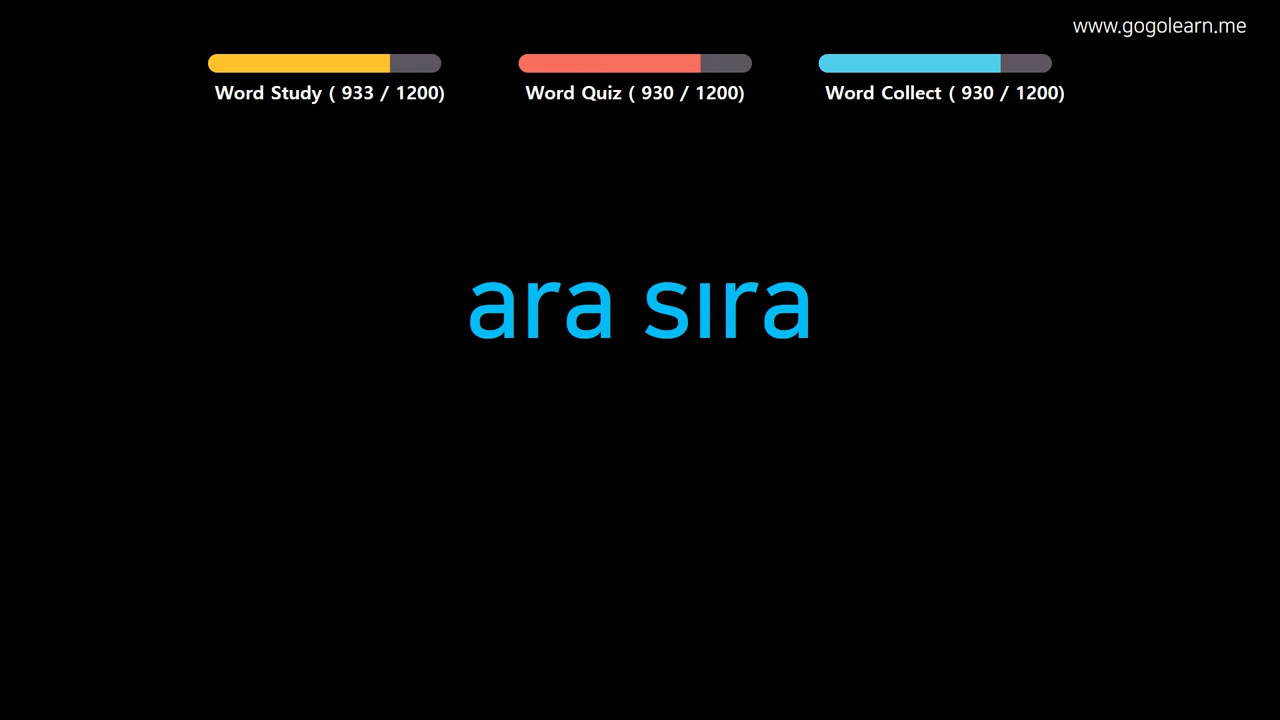 www.gogolearn.me
Word Study ( 933 / 1200)
Word Quiz ( 930 / 1200)
Word Collect ( 930 / 1200)
ara sıra